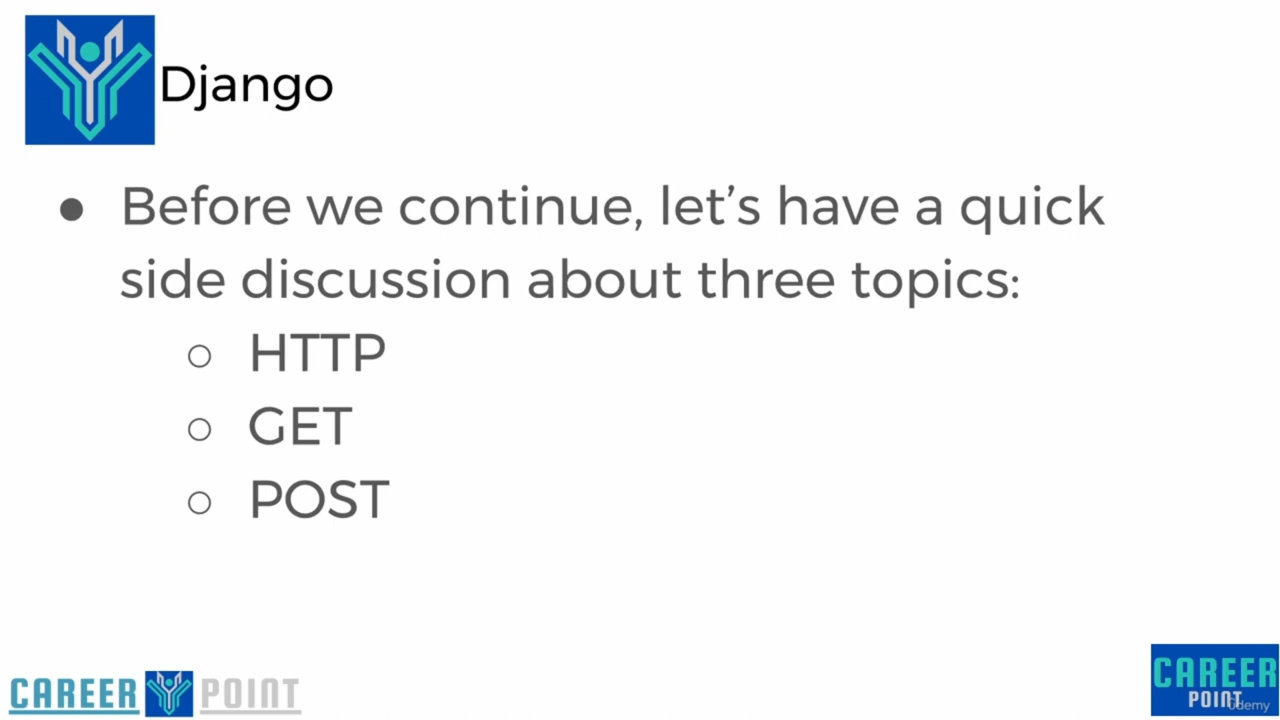 Django
● Before we continue, let’s have a quick
side discussion about three topics:
○ HTTP
○ GET
○ POST
CAREER POINT
CAREER
POINT
udemy